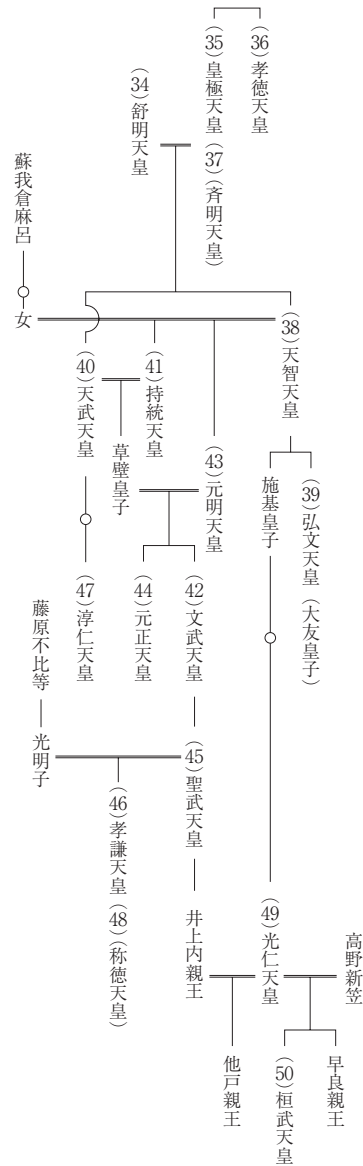 (36)孝徳天皇
(35)皇極天皇 (37)(斉明天皇)
(34)舒明天皇
蘇我倉麻呂
女
(38)天智天皇
(41)持統天皇
(40)天武天皇
(39)弘文天皇 (大友皇子)
施基皇子
(43)元明天皇
草壁皇子
(42)文武天皇
(44)元正天皇
(47)淳仁天皇
藤原不比等
光明子
(45)聖武天皇
(46)孝謙天皇 (48)(称徳天皇)
高野新笠
(49)光仁天皇
井上内親王
早良親王
(50)桓武天皇
他戸親王